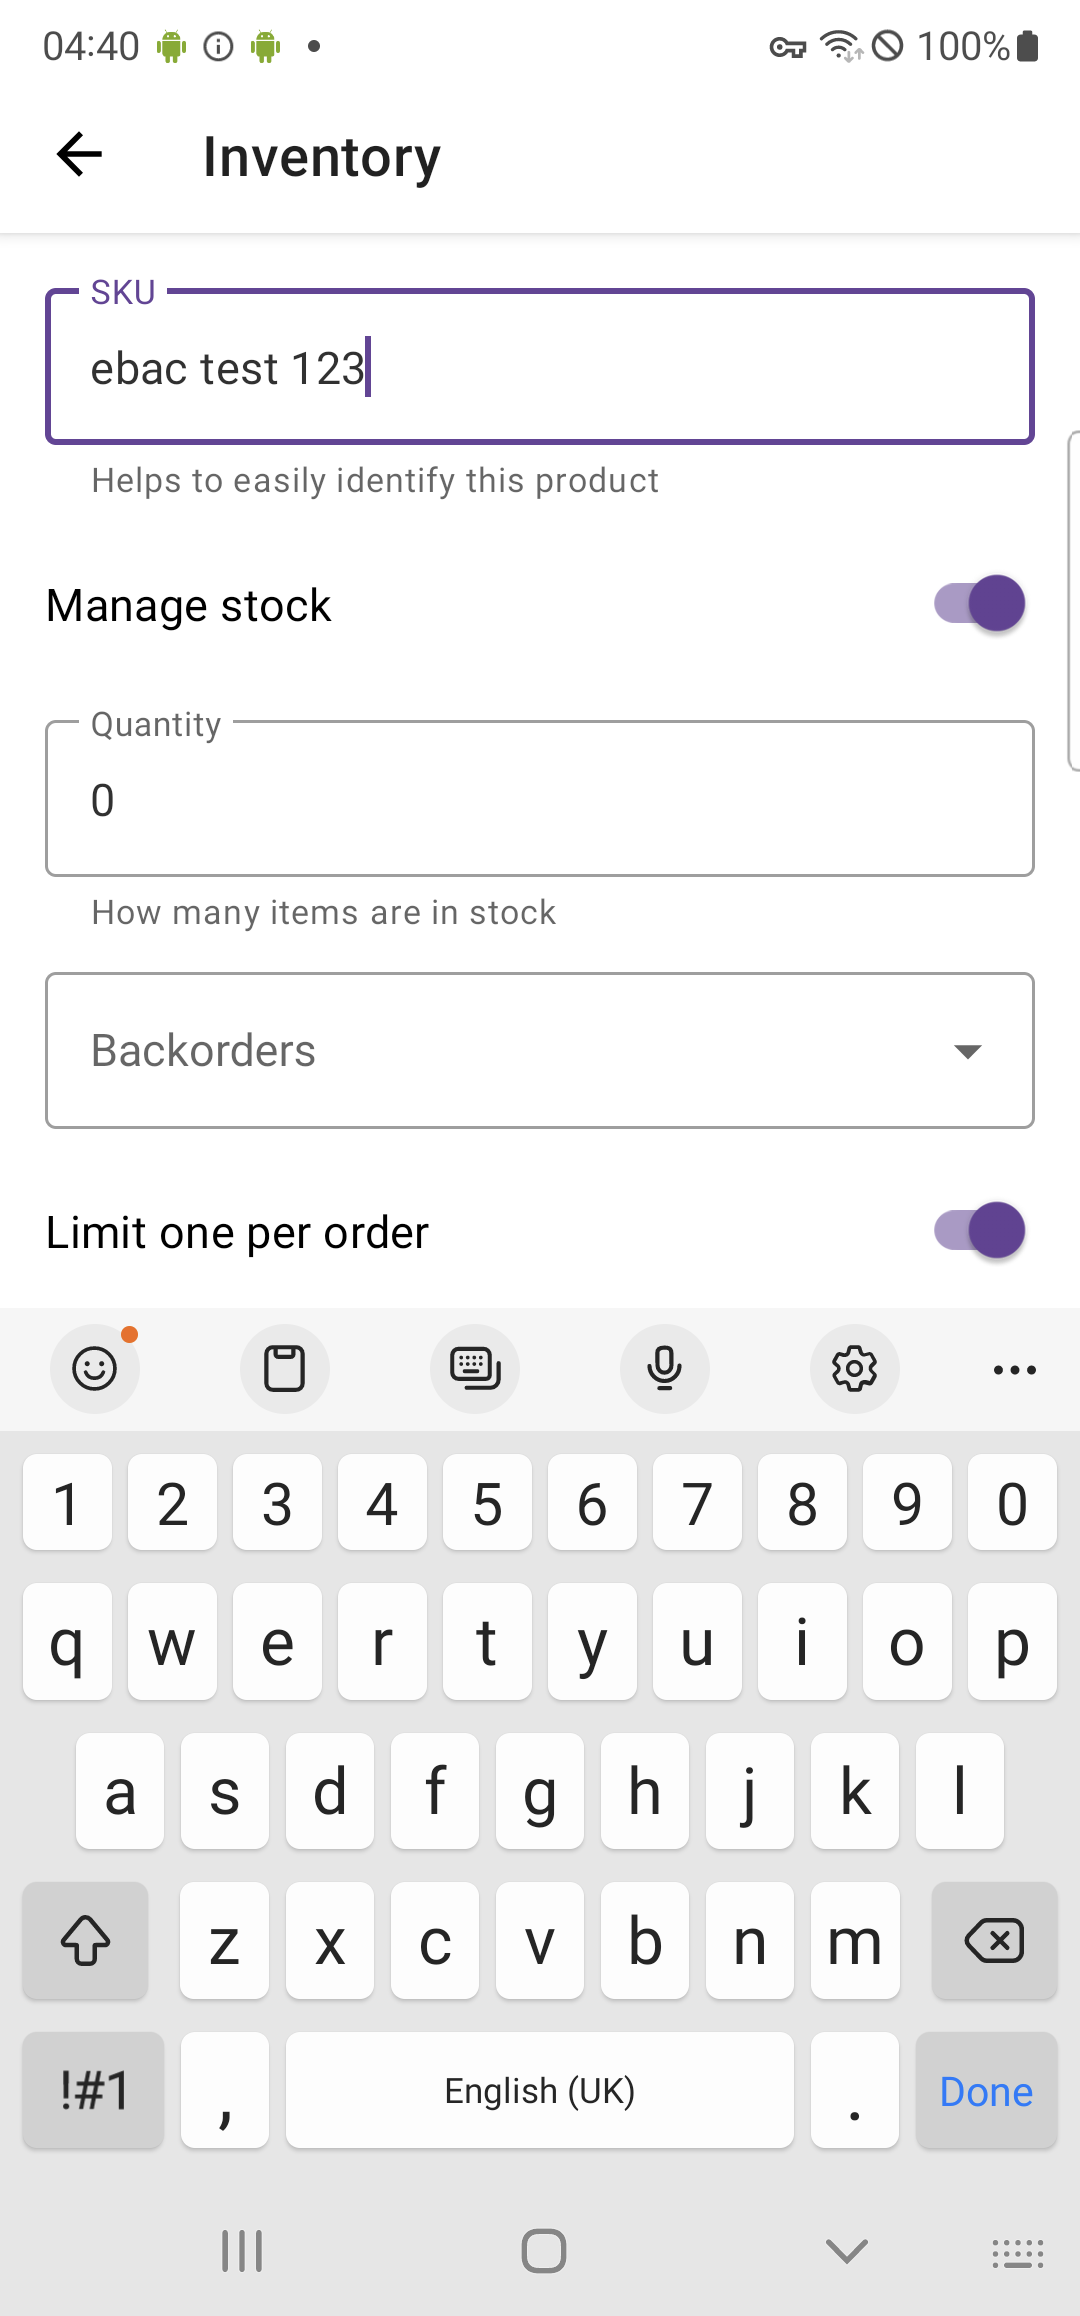 04:40 100%
Inventory
SKU
ebac test 123
Helps to easily identify this product
Manage stock
Quantity
0
How many items are in stock
Backorders
Limit one per order
1 2 3 4 5 6 7 8 9 0
q w e r t y u i o p
a s d f g h j k l
z x c v b n m
!#1 , English (UK) . Done